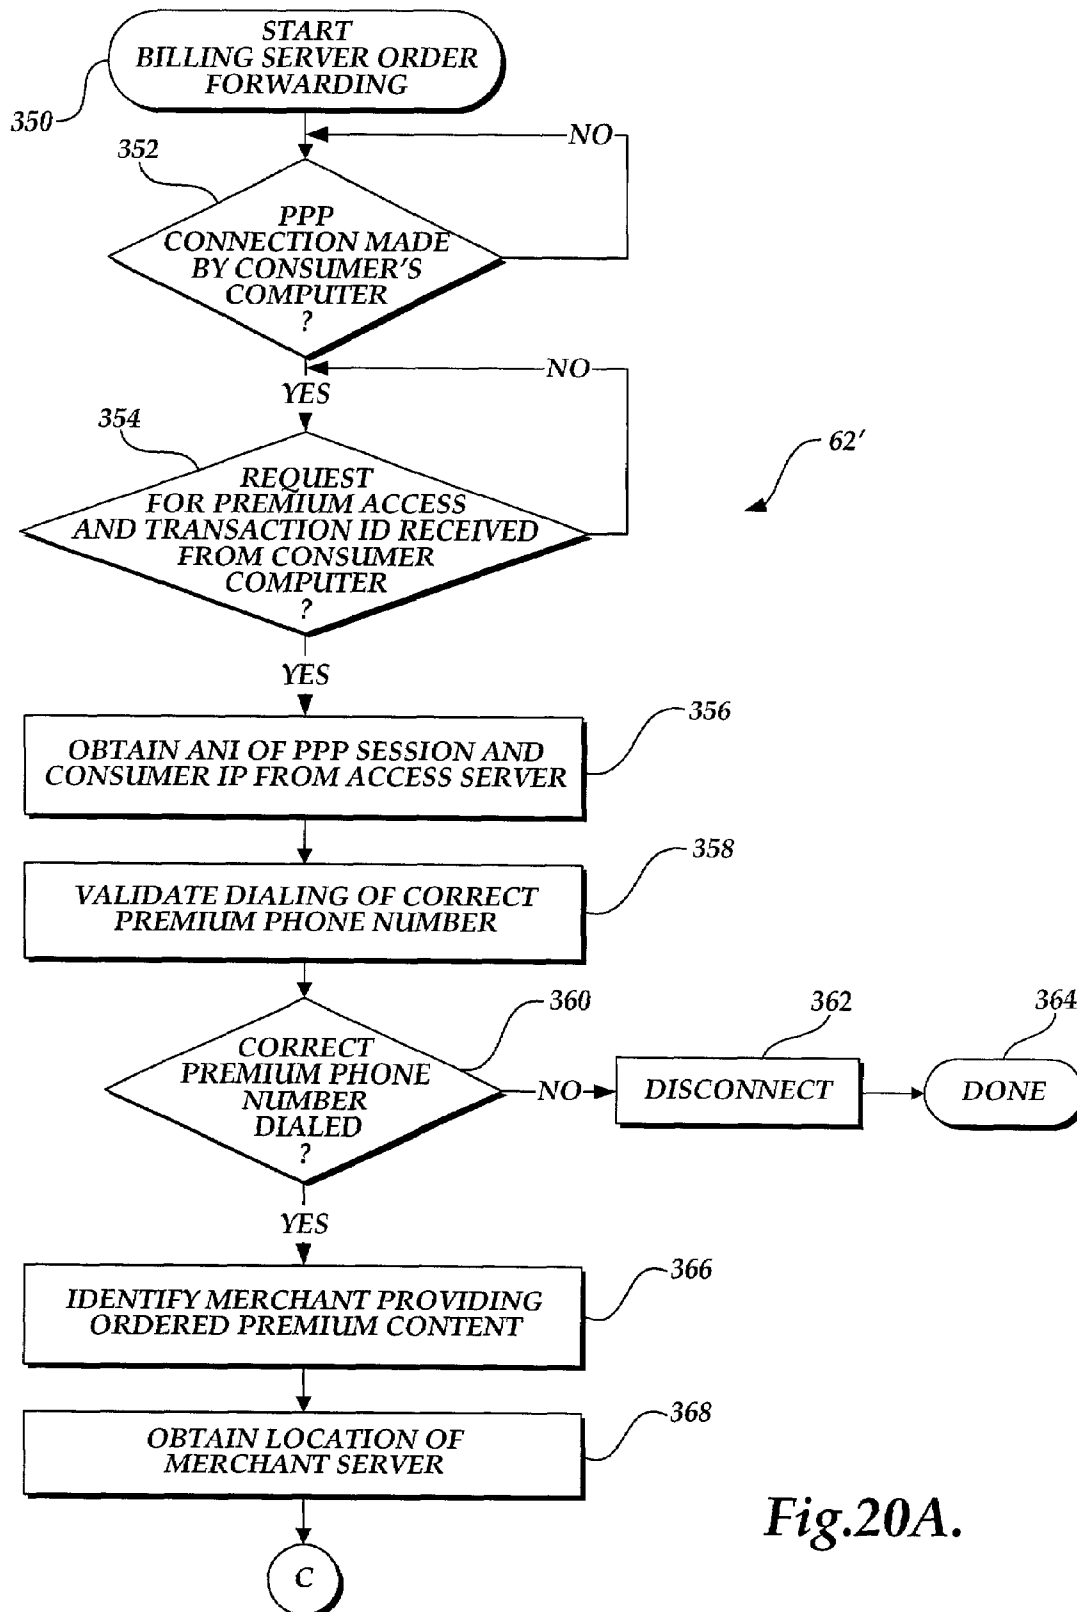 START
BILLING SERVER ORDER
FORWARDING
350
NO
352
PPP
CONNECTION MADE
BY CONSUMER'S
COMPUTER
?
NO
YES
354
62'
REQUEST
FOR PREMIUM ACCESS
AND TRANSACTION ID RECEIVED
FROM CONSUMER
COMPUTER
?
YES
356
OBTAIN ANI OF PPP SESSION AND
CONSUMER IP FROM ACCESS SERVER
358
VALIDATE DIALING OF CORRECT
PREMIUM PHONE NUMBER
360
362
364
CORRECT
PREMIUM PHONE
NUMBER
DIALED
?
NO
DISCONNECT
DONE
YES
366
IDENTIFY MERCHANT PROVIDING
ORDERED PREMIUM CONTENT
368
OBTAIN LOCATION OF
MERCHANT SERVER
Fig.20A.
C